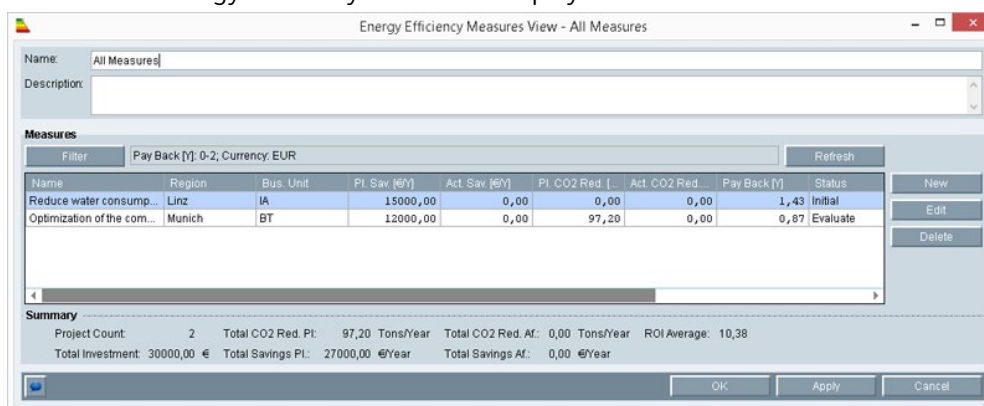 Energy Efficiency Measures View - All Measures
Name: All Measures
Description:
Measures
Filter Pay Back [Y]: 0-2; Currency: EUR Refresh
Name Region Bus. Unit Pl. Sav. [€/Y] Act. Sav. [€/Y] Pl. CO2 Red. [... Act. CO2 Red.... Pay Back [Y] Status New
Reduce water consump... Linz IA 15000,00 0,00 0,00 0,00 1,43 Initial
Edit
Optimization of the com... Munich BT 12000,00 0,00 97,20 0,00 0,87 Evaluate
Delete
Summary
Project Count: 2 Total CO2 Red. Pl: 97,20 Tons/Year Total CO2 Red. Af.: 0,00 Tons/Year ROI Average: 10,38
Total Investment: 30000,00 € Total Savings Pl.: 27000,00 €/Year Total Savings Af.: 0,00 €/Year
OK Apply Cancel